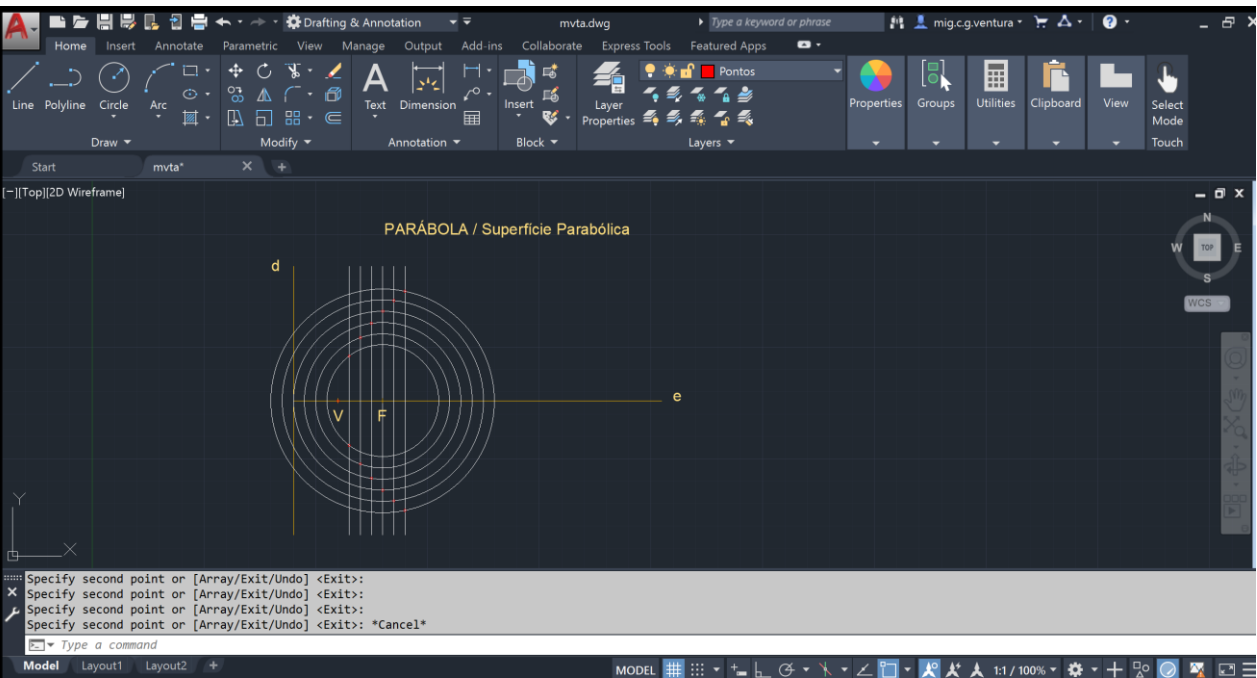 Drafting & Annotation
mvta.dwg
Type a keyword or phrase
mig.c.g.ventura
Home Insert Annotate Parametric View Manage Output Add-ins Collaborate Express Tools Featured Apps
Pontos
Line Polyline Circle Arc
Text Dimension
Insert
Layer Properties
Properties Groups Utilities Clipboard View Select Mode
Draw Modify Annotation Block Layers Touch
Start mvta* +
[−][Top][2D Wireframe]
PARÁBOLA / Superfície Parabólica
N
W TOP E
S
WCS
d
e
V F
Y
X
Specify second point or [Array/Exit/Undo] <Exit>:
Specify second point or [Array/Exit/Undo] <Exit>:
Specify second point or [Array/Exit/Undo] <Exit>:
Specify second point or [Array/Exit/Undo] <Exit>: *Cancel*
Type a command
Model Layout1 Layout2 +
MODEL 1:1 / 100%